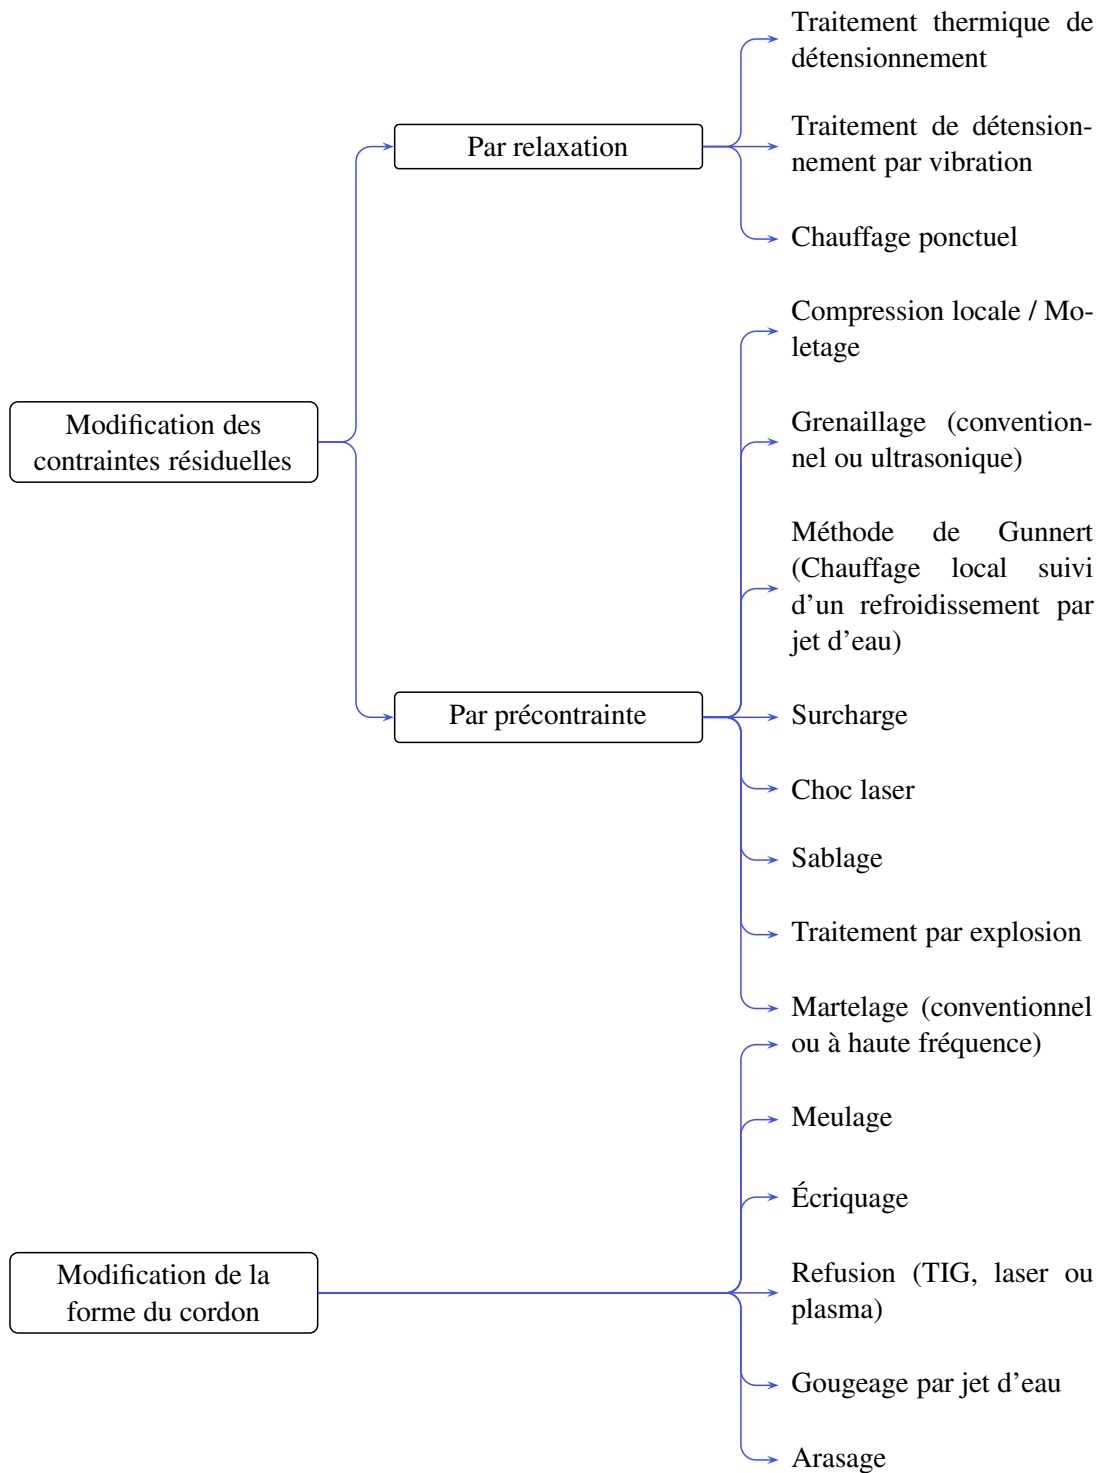 Traitement thermique de
détensionnement
Par relaxation
Traitement de détension-
nement par vibration
Chauffage ponctuel
Compression locale / Mo-
letage
Modification des
contraintes résiduelles
Grenaillage (convention-
nel ou ultrasonique)
Méthode de Gunnert
(Chauffage local suivi
d'un refroidissement par
jet d'eau)
Par précontrainte
Surcharge
Choc laser
Sablage
Traitement par explosion
Martelage (conventionnel
ou à haute fréquence)
Meulage
Écriquage
Modification de la
forme du cordon
Refusion (TIG, laser ou
plasma)
Gougeage par jet d'eau
Arasage